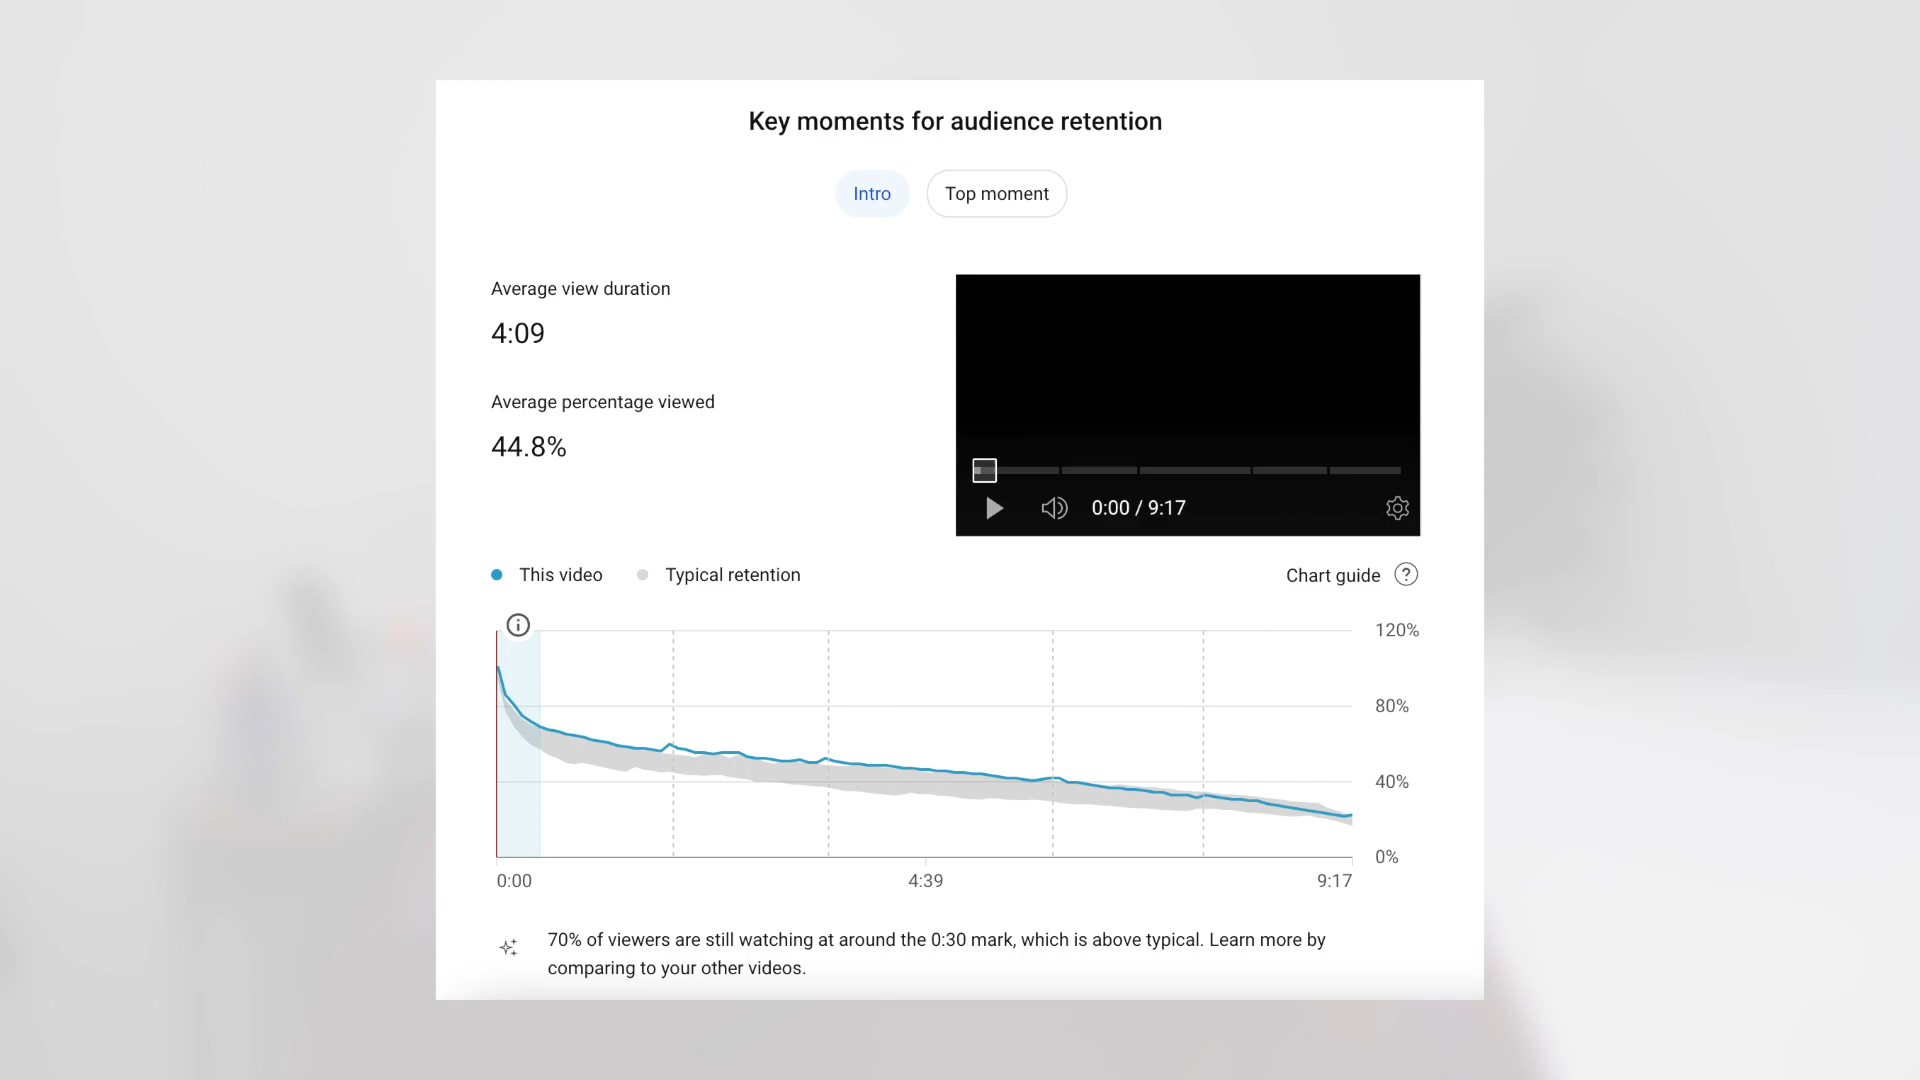 Key moments for audience retention
Intro
Top moment
Average view duration
4:09
Average percentage viewed
44.8%
0:00 / 9:17
This video
Typical retention
Chart guide ?
120%
80%
40%
0%
0:00
4:39
9:17
70% of viewers are still watching at around the 0:30 mark, which is above typical. Learn more by
comparing to your other videos.